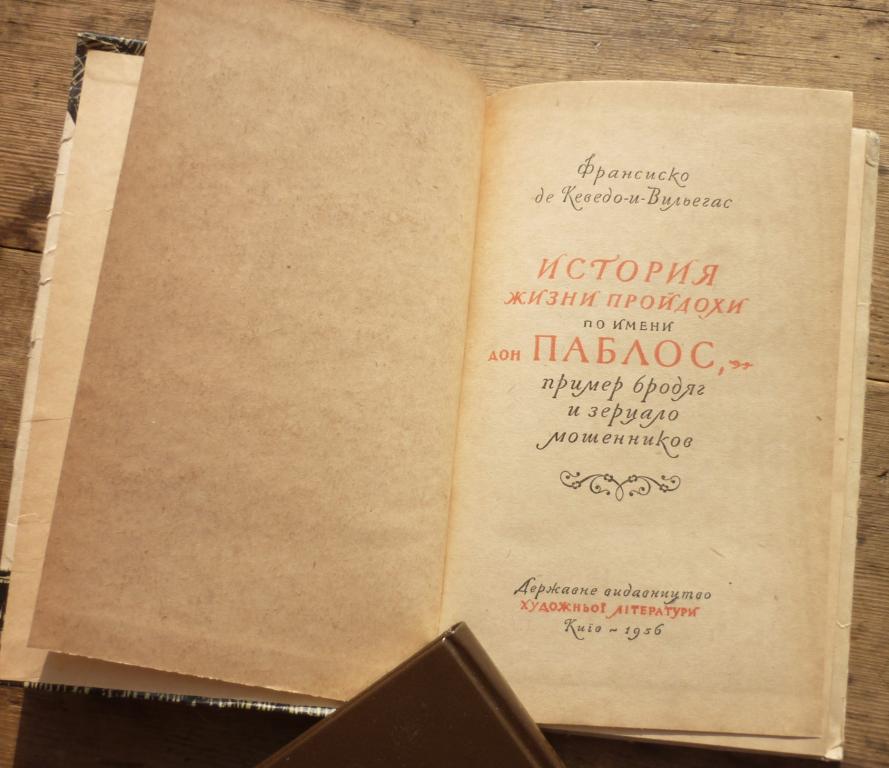 Франсиско
де Кеведо-и-Вильегас
ИСТОРИЯ
ЖИЗНИ ПРОЙДОХИ
ПО ИМЕНИ
ДОН ПАБЛОС,
пример бродяг
и зерцало
мошенников
Державне видавництво
ХУДОЖНЬОЇ ЛІТЕРАТУРИ
Київ ~ 1956